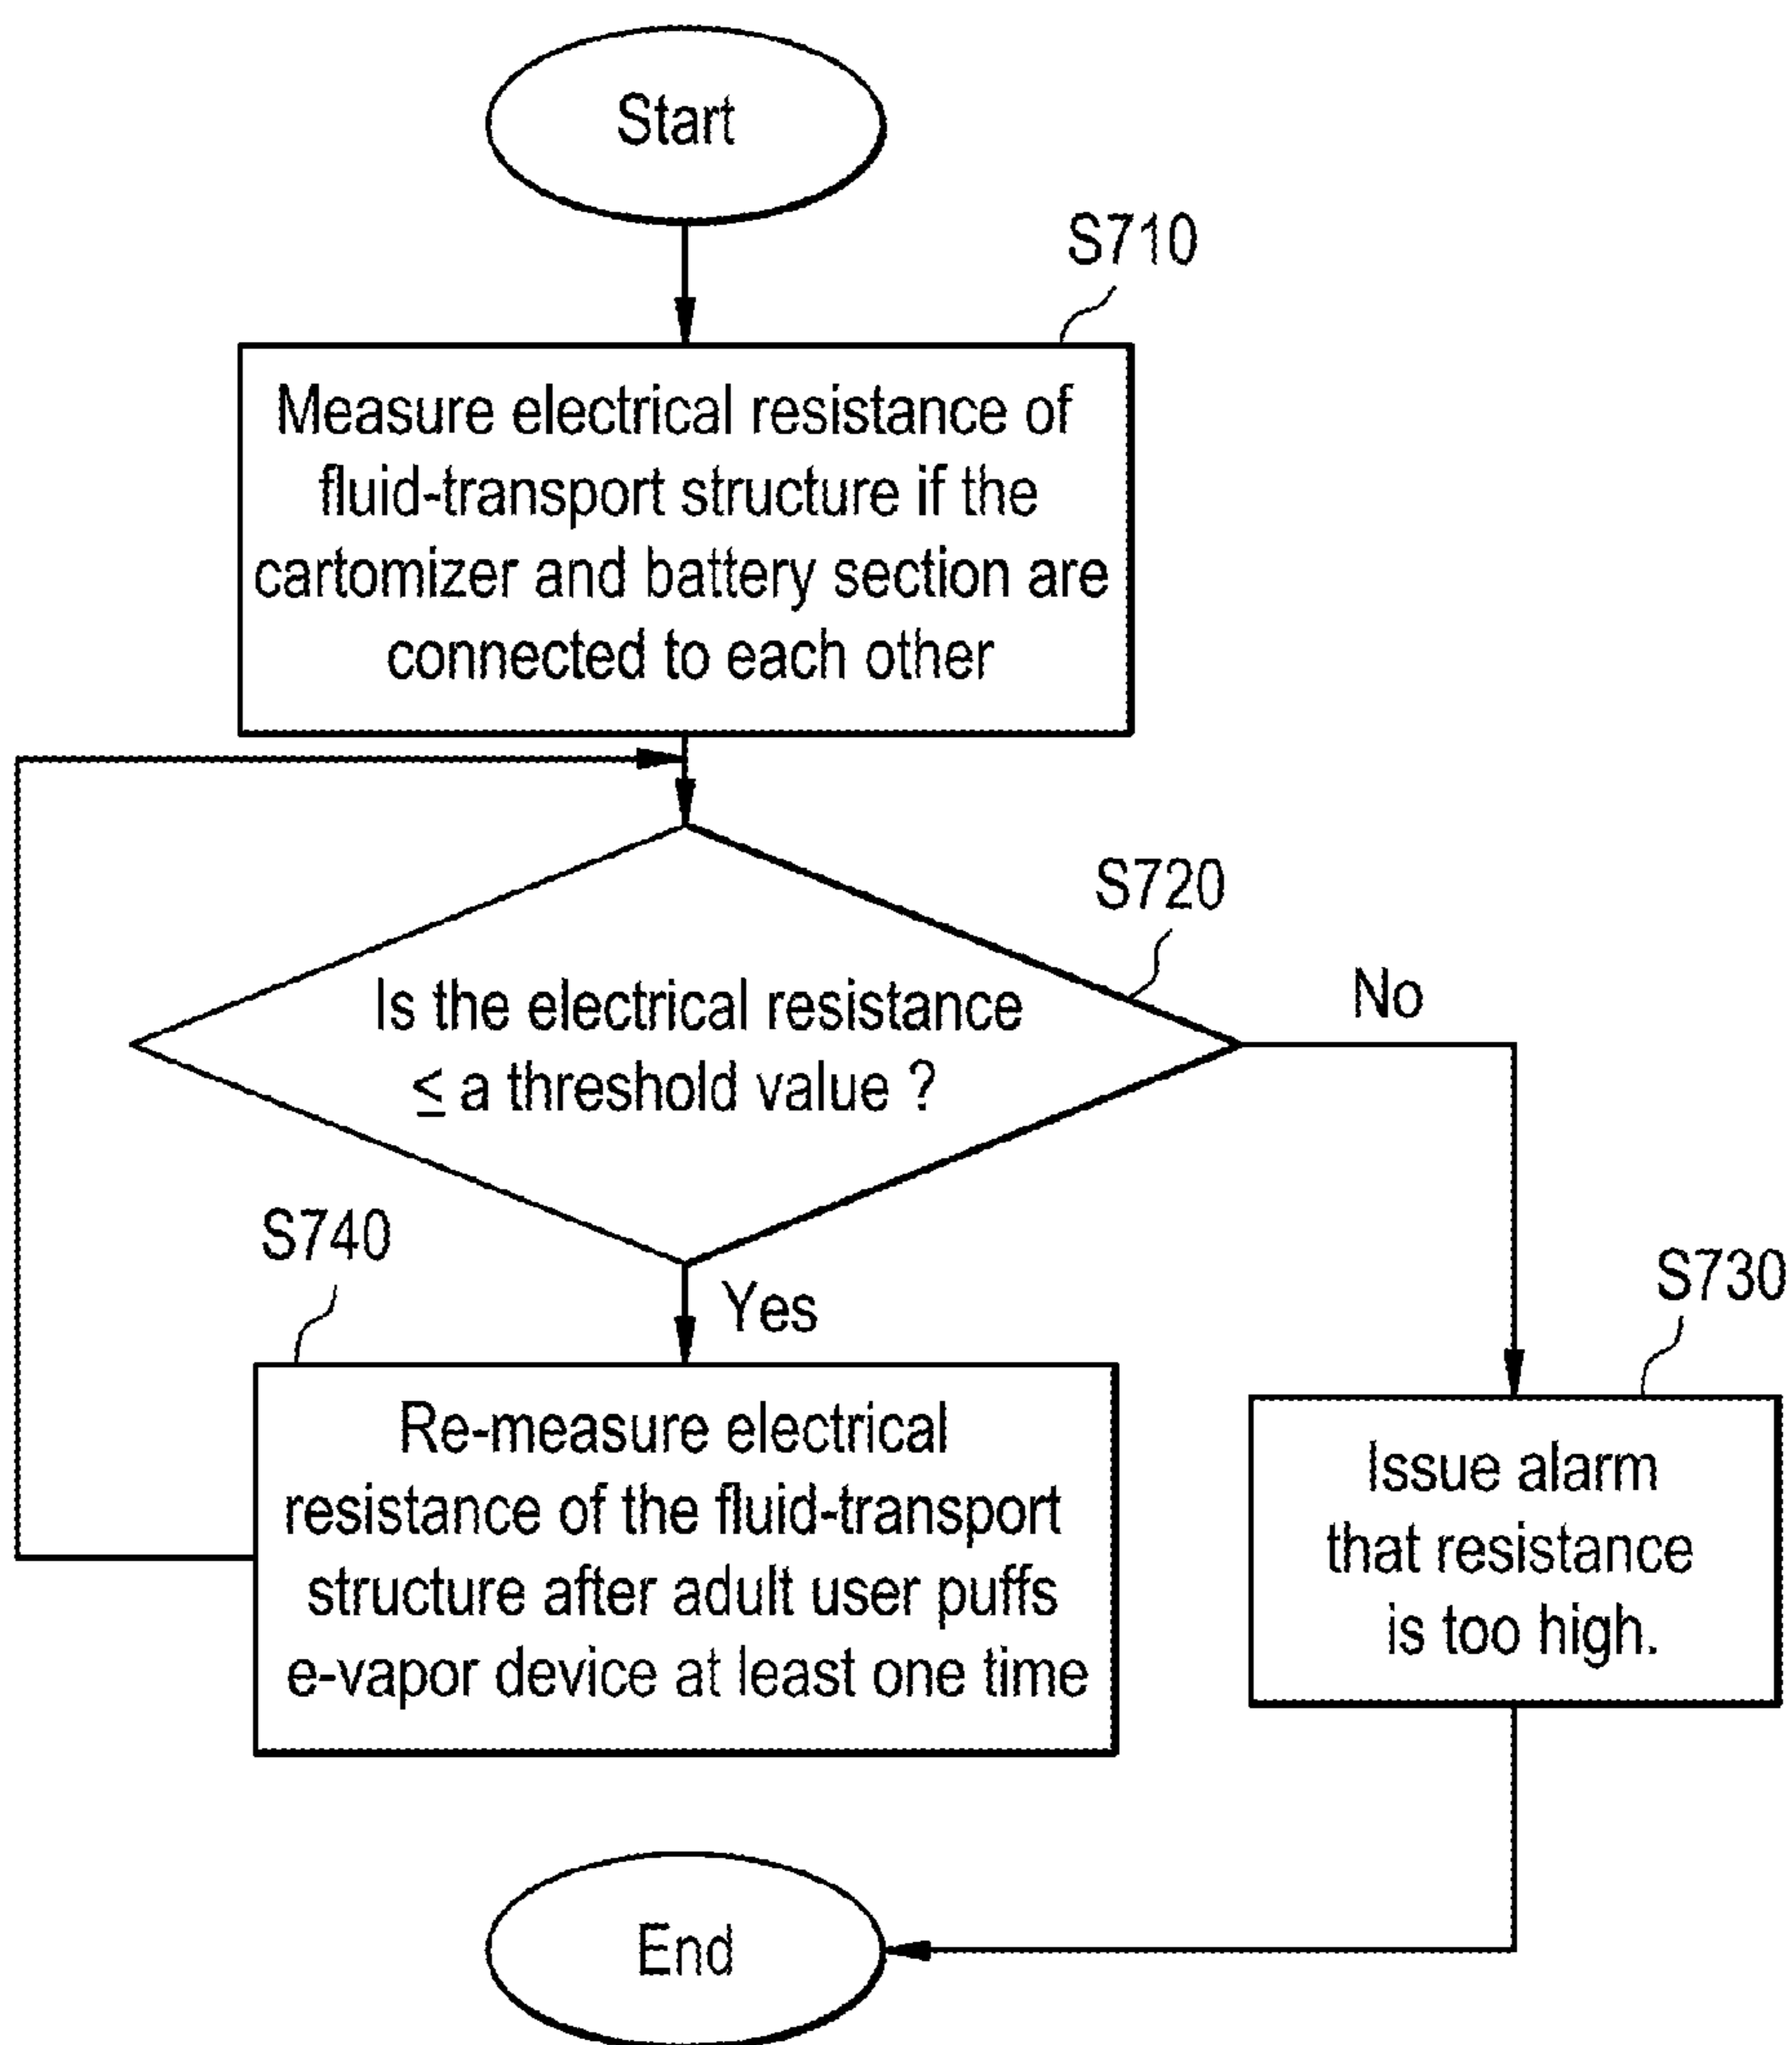 Start
S710
Measure electrical resistance of
fluid-transport structure if the
cartomizer and battery section are
connected to each other
S720
Is the electrical resistance
≤ a threshold value ?
No
Yes
S740
Re-measure electrical
resistance of the fluid-transport
structure after adult user puffs
e-vapor device at least one time
S730
Issue alarm
that resistance
is too high.
End